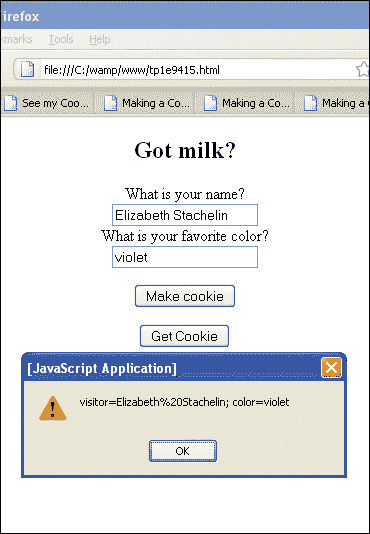 irefox
kmarks Tools Help
file:///C:/wamp/www/tp1e9415.html
See my Coo... Making a Co... Making a Co... Making a
Got milk?
What is your name?
Elizabeth Stachelin
What is your favorite color?
violet
Make cookie
Get Cookie
[JavaScript Application]
visitor=Elizabeth%20Stachelin; color=violet
OK